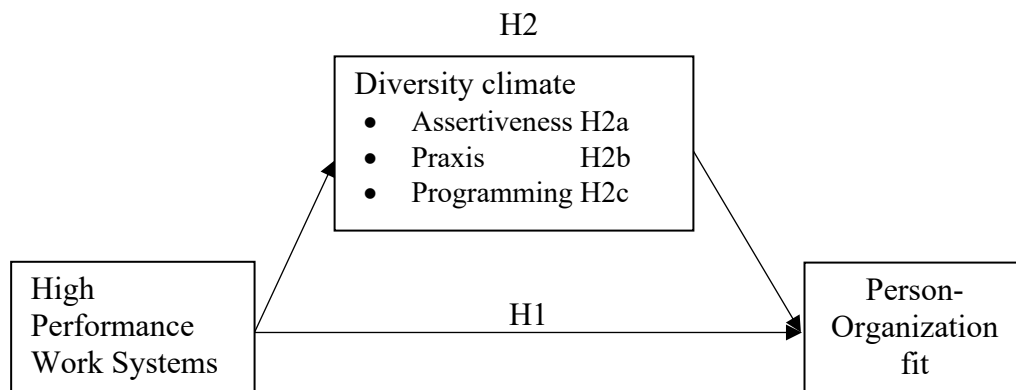 H2
Diversity climate
• Assertiveness H2a
• Praxis H2b
• Programming H2c
High
Performance
Work Systems
H1
Person-
Organization
fit